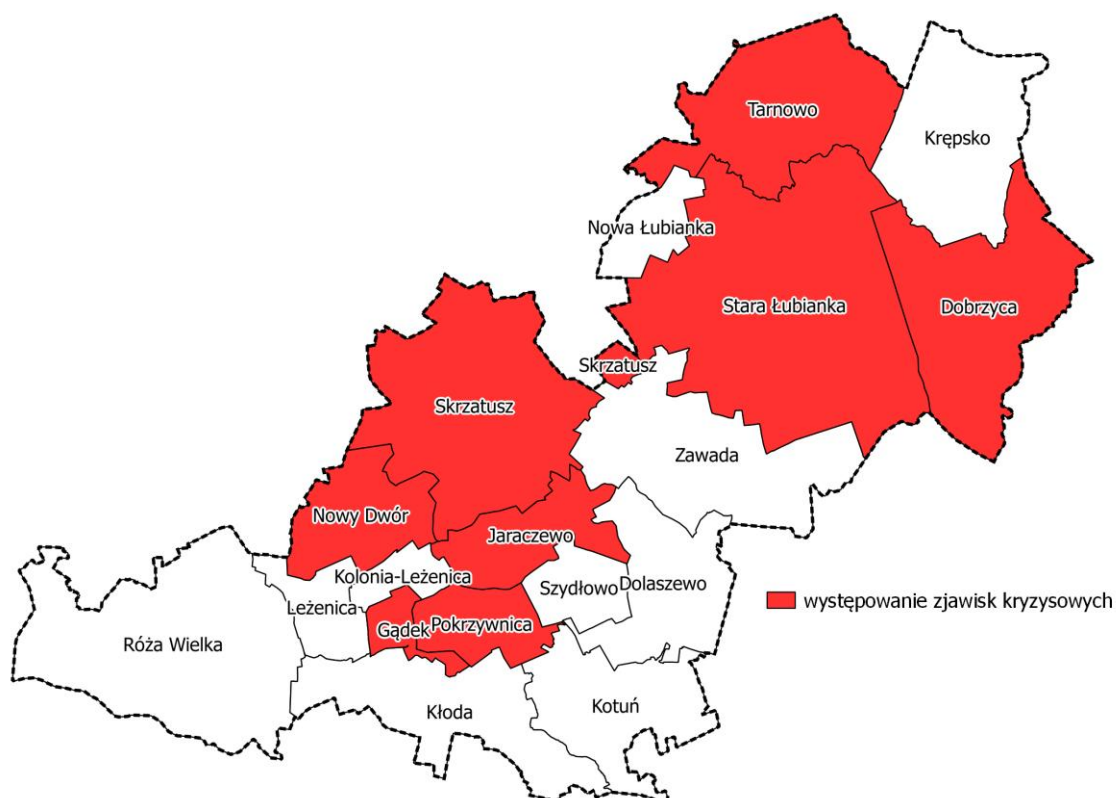 Tarnowo
Krępsko
Nowa Łubianka
Stara Łubianka
Dobrzyca
Skrzatusz
Skrzatusz
Zawada
Nowy Dwór
Jaraczewo
Kolonia-Leżenica
Szydłowo
Dolaszewo
Leżenica
występowanie zjawisk kryzysowych
Gądek
Pokrzywnica
Róża Wielka
Kłoda
Kotuń